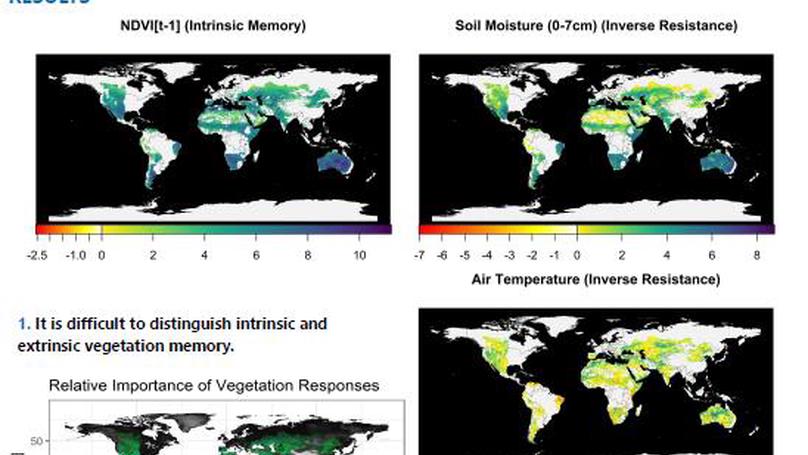 RESULTS
NDVI[t-1] (Intrinsic Memory)
Soil Moisture (0-7cm) (Inverse Resistance)
-2.5 -1.0 0 2 4 6 8 10
-7 -6 -5 -4 -3 -2 -1 0 2 4 6 8
Air Temperature (Inverse Resistance)
1. It is difficult to distinguish intrinsic and
extrinsic vegetation memory.
Relative Importance of Vegetation Responses
50